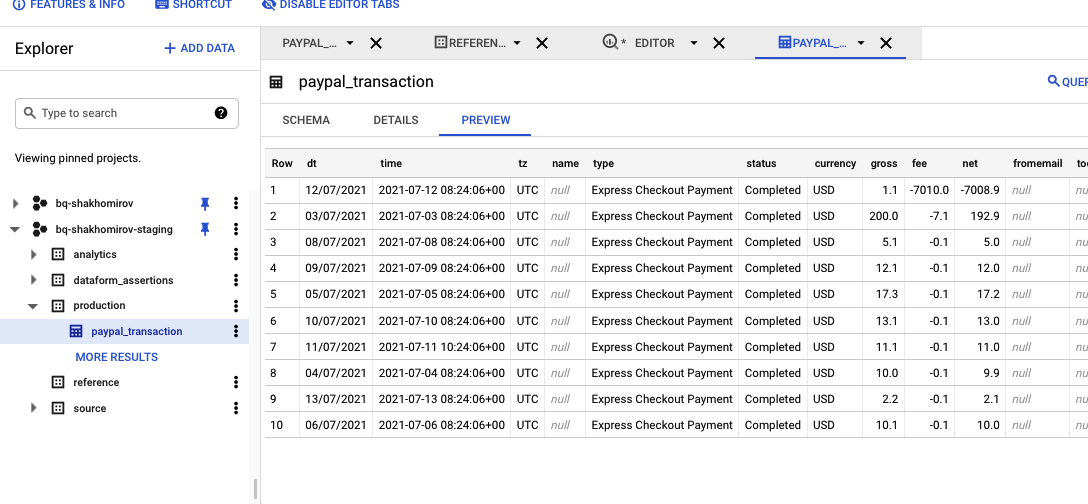 FEATURES & INFO SHORTCUT DISABLE EDITOR TABS
Explorer + ADD DATA
Type to search
Viewing pinned projects.
bq-shakhomirov
bq-shakhomirov-staging
analytics
dataform_assertions
production
paypal_transaction
MORE RESULTS
reference
source
PAYPAL_... REFEREN... * EDITOR PAYPAL_...
paypal_transaction
SCHEMA DETAILS PREVIEW
Row dt time tz name type status currency gross fee net fromemail
1 12/07/2021 2021-07-12 08:24:06+00 UTC null Express Checkout Payment Completed USD 1.1 -7010.0 -7008.9 null
2 03/07/2021 2021-07-03 08:24:06+00 UTC null Express Checkout Payment Completed USD 200.0 -7.1 192.9 null
3 08/07/2021 2021-07-08 08:24:06+00 UTC null Express Checkout Payment Completed USD 5.1 -0.1 5.0 null
4 09/07/2021 2021-07-09 08:24:06+00 UTC null Express Checkout Payment Completed USD 12.1 -0.1 12.0 null
5 05/07/2021 2021-07-05 08:24:06+00 UTC null Express Checkout Payment Completed USD 17.3 -0.1 17.2 null
6 10/07/2021 2021-07-10 08:24:06+00 UTC null Express Checkout Payment Completed USD 13.1 -0.1 13.0 null
7 11/07/2021 2021-07-11 10:24:06+00 UTC null Express Checkout Payment Completed USD 11.1 -0.1 11.0 null
8 04/07/2021 2021-07-04 08:24:06+00 UTC null Express Checkout Payment Completed USD 10.0 -0.1 9.9 null
9 13/07/2021 2021-07-13 08:24:06+00 UTC null Express Checkout Payment Completed USD 2.2 -0.1 2.1 null
10 06/07/2021 2021-07-06 08:24:06+00 UTC null Express Checkout Payment Completed USD 10.1 -0.1 10.0 null